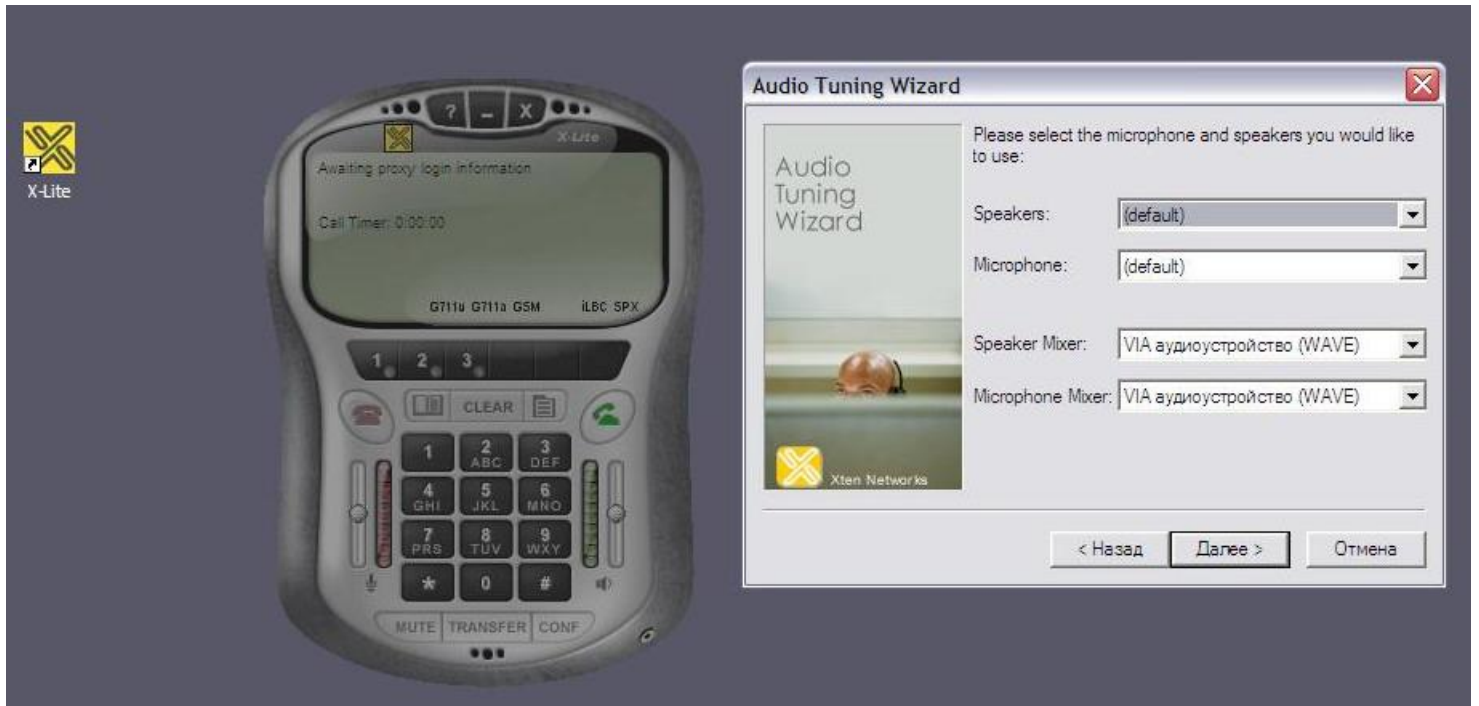 X-Lite
? – X
X-Lite
Awaiting proxy login information
Call Timer: 0:00:00
G711u G711a GSM iLBC SPX
1 2 3
CLEAR
1 2 3
ABC DEF
4 5 6
GHI JKL MNO
7 8 9
PRS TUV WXY
* 0 #
MUTE TRANSFER CONF
Audio Tuning Wizard
Audio
Tuning
Wizard
Xten Networks
Please select the microphone and speakers you would like
to use:
Speakers: (default)
Microphone: (default)
Speaker Mixer: VIA аудиоустройство (WAVE)
Microphone Mixer: VIA аудиоустройство (WAVE)
< Назад Далее > Отмена